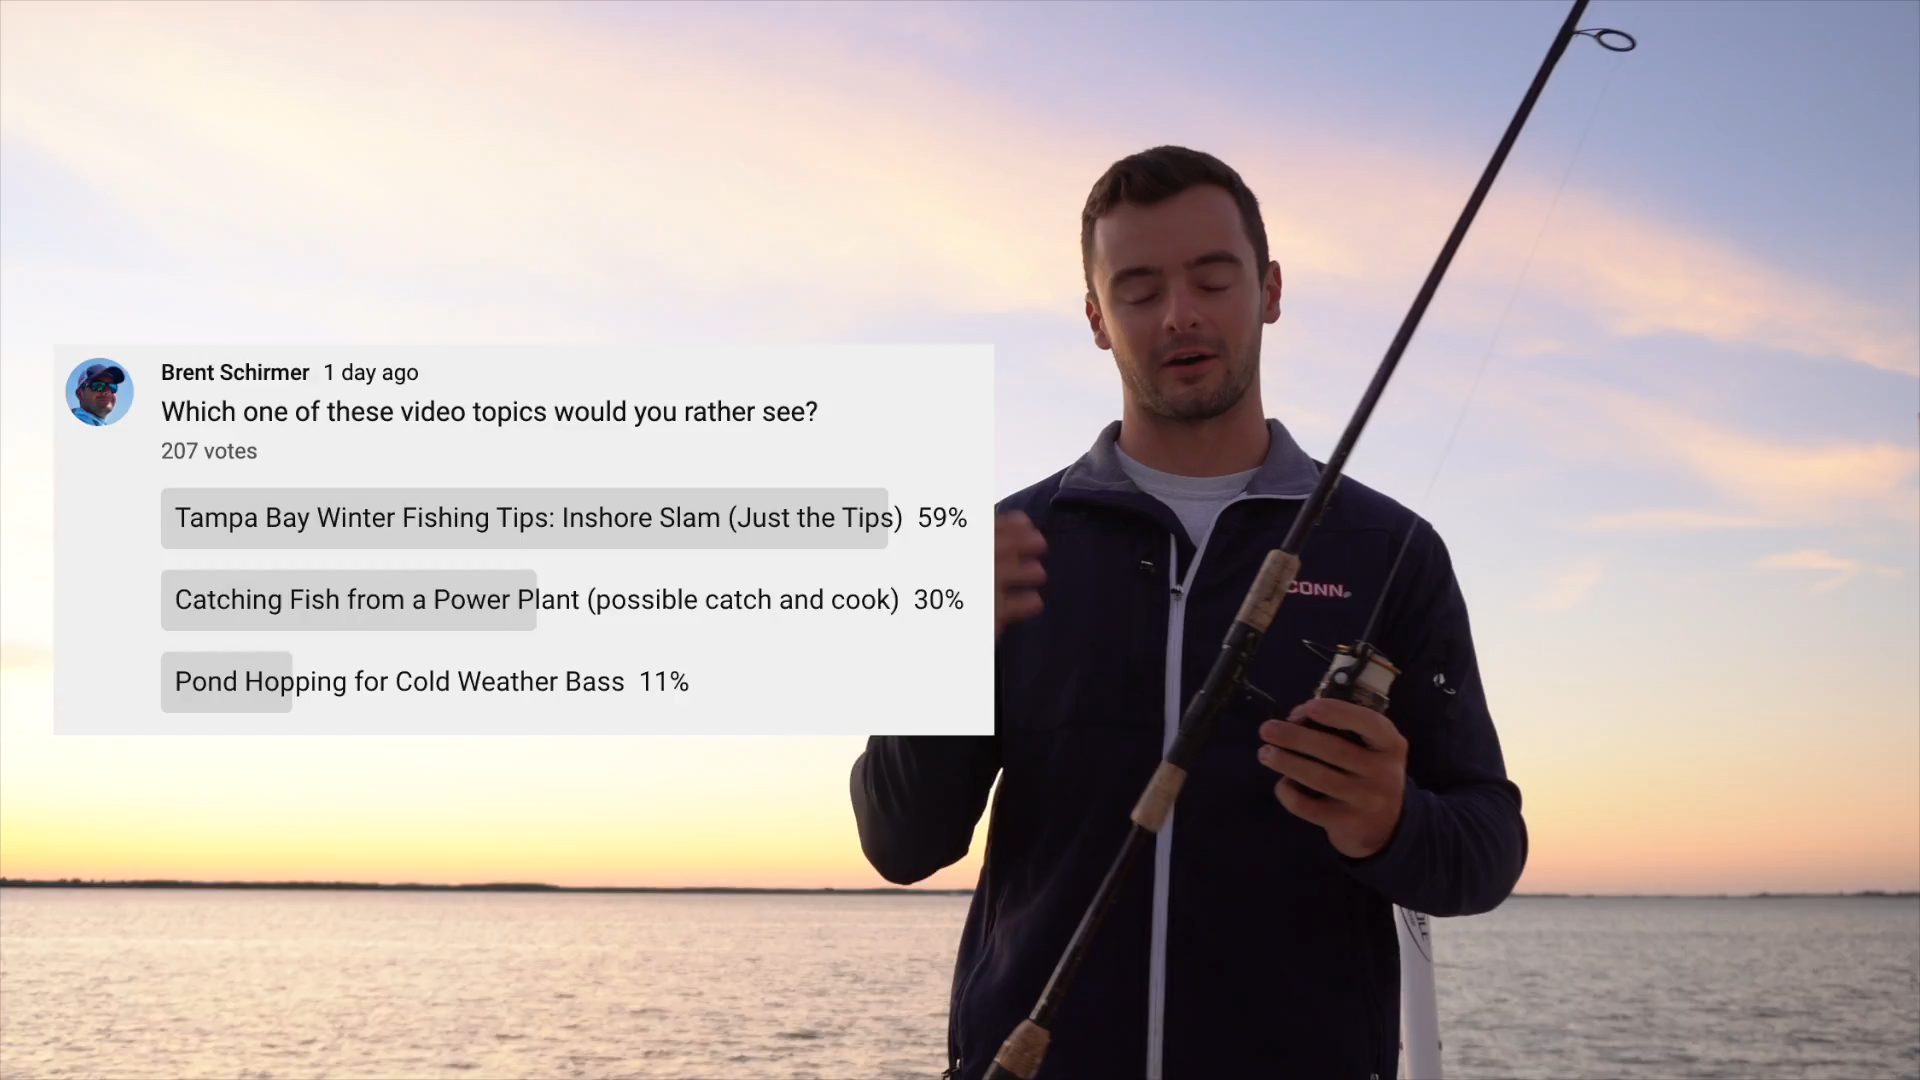 Brent Schirmer 1 day ago
Which one of these video topics would you rather see?
207 votes
Tampa Bay Winter Fishing Tips: Inshore Slam (Just the Tips) 59%
Catching Fish from a Power Plant (possible catch and cook) 30%
Pond Hopping for Cold Weather Bass 11%
CONN